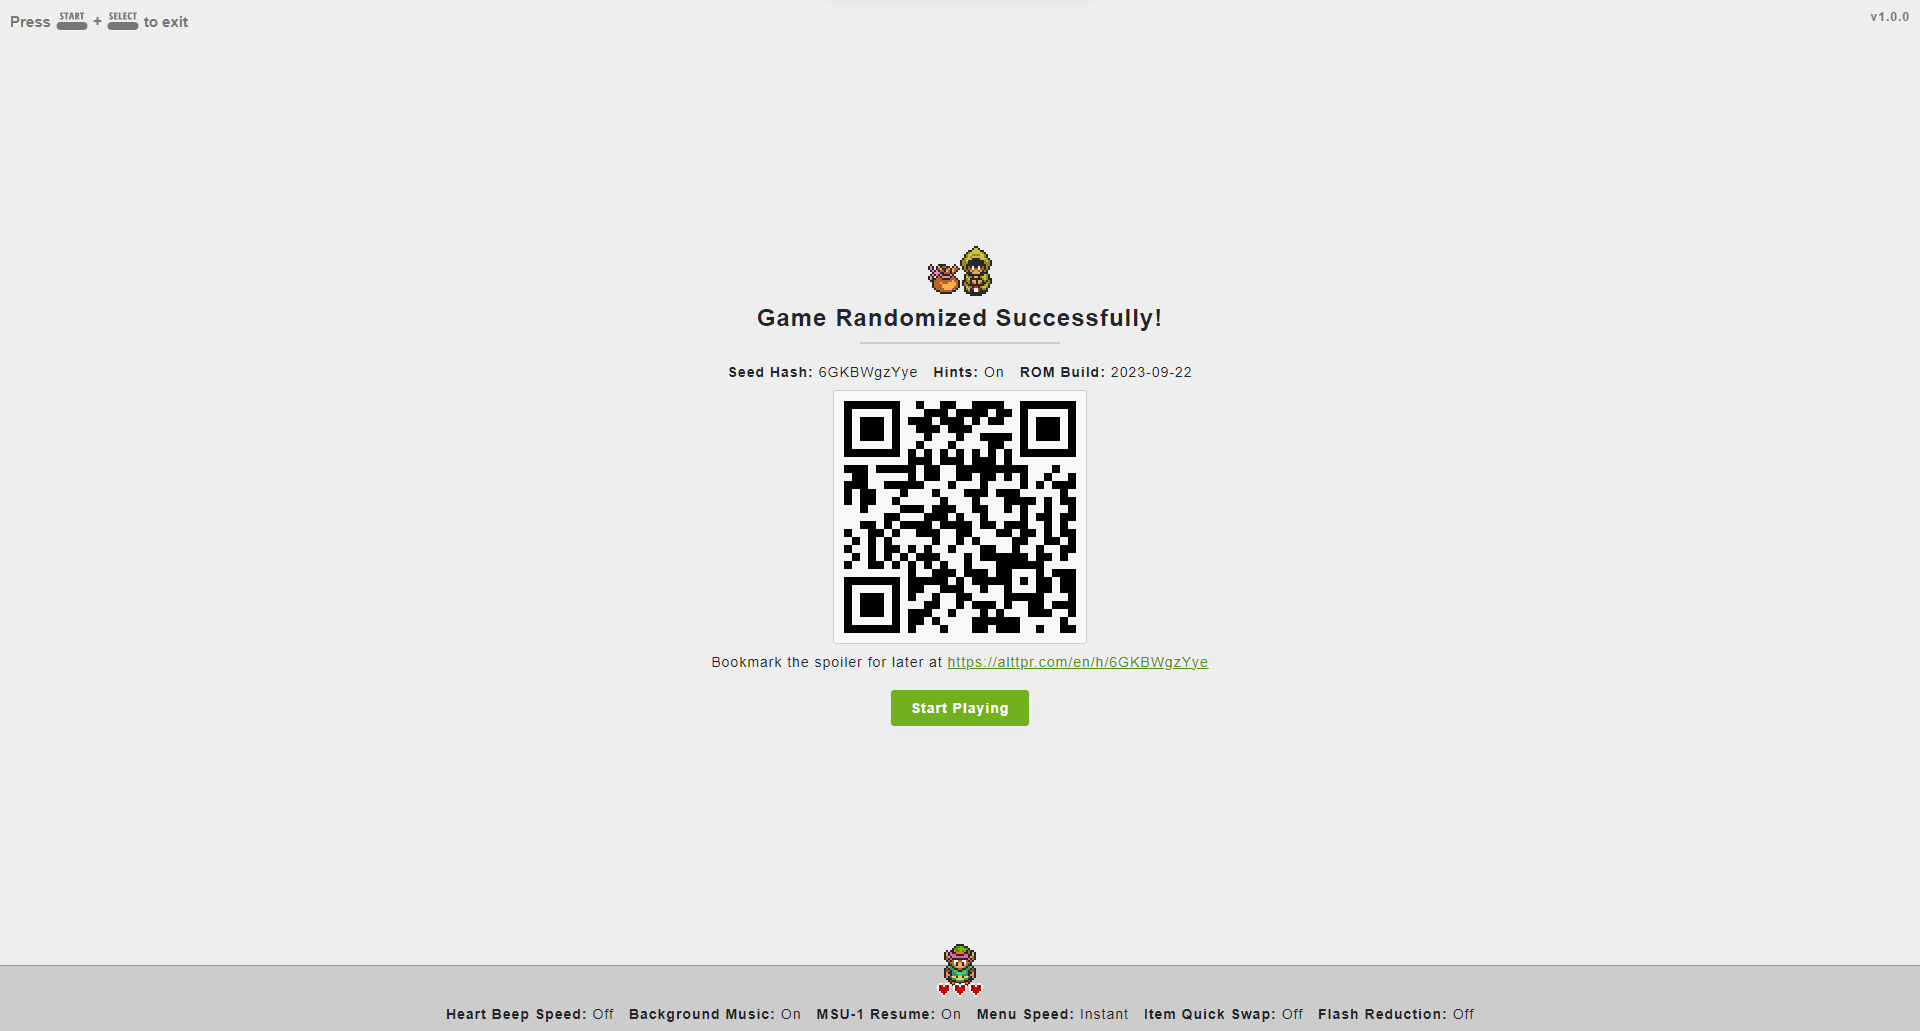 Press START + SELECT to exit
v1.0.0
Game Randomized Successfully!
Seed Hash: 6GKBWgzYye Hints: On ROM Build: 2023-09-22
Bookmark the spoiler for later at https://alttpr.com/en/h/6GKBWgzYye
Start Playing
Heart Beep Speed: Off Background Music: On MSU-1 Resume: On Menu Speed: Instant Item Quick Swap: Off Flash Reduction: Off